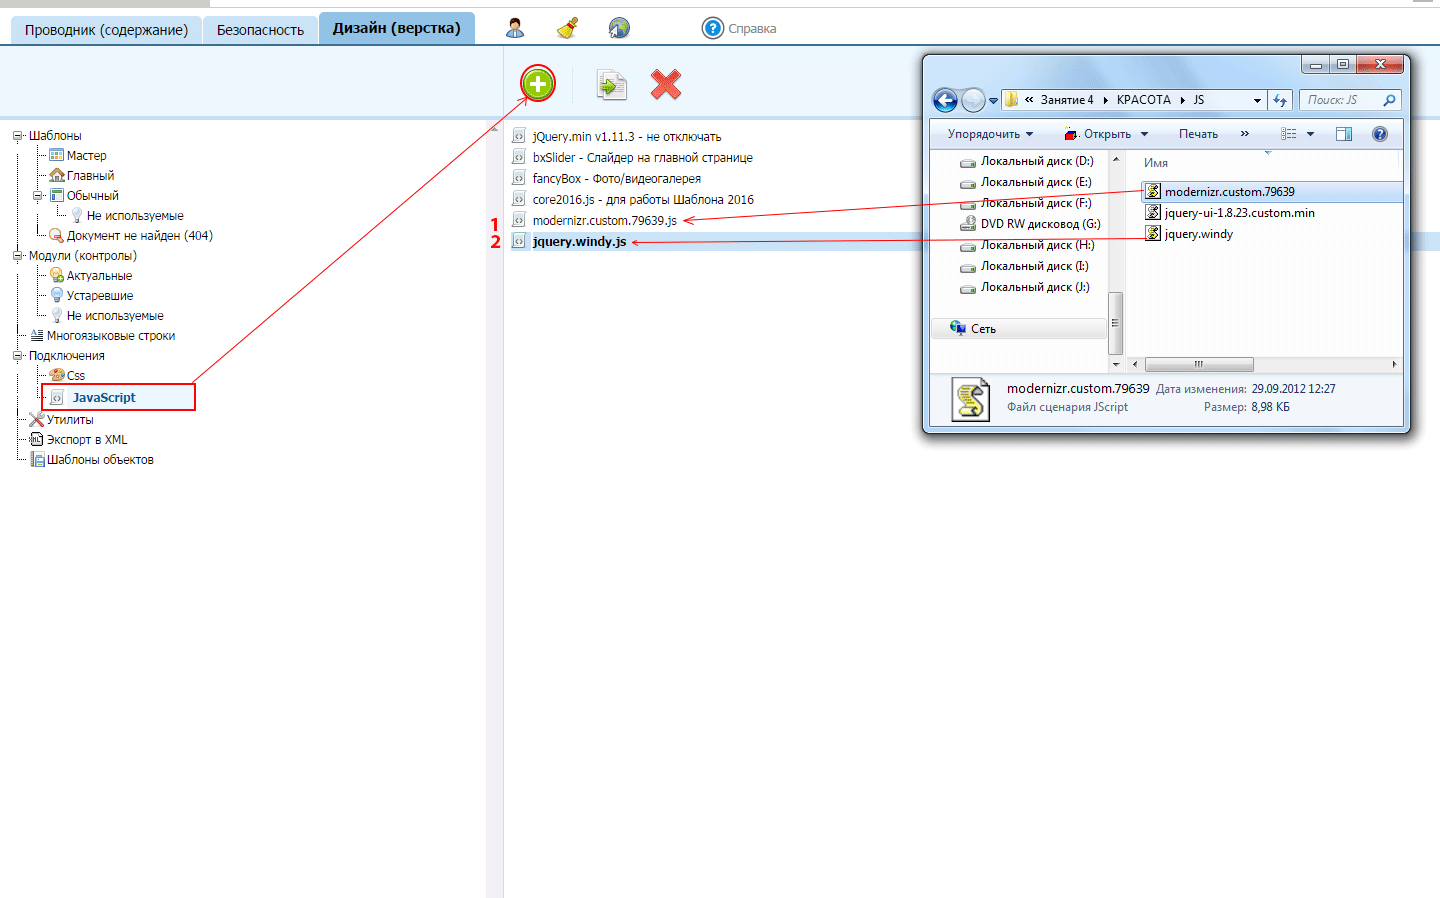 Проводник (содержание)
Безопасность
Дизайн (верстка)
Справка
Шаблоны
Мастер
Главный
Обычный
Не используемые
Документ не найден (404)
Модули (контролы)
Актуальные
Устаревшие
Не используемые
Многоязыковые строки
Подключения
Css
JavaScript
Утилиты
Экспорт в XML
Шаблоны объектов
jQuery.min v1.11.3 - не отключать
bxSlider - Слайдер на главной странице
fancyBox - Фото/видеогалерея
core2016.js - для работы Шаблона 2016
1 modernizr.custom.79639.js
2 jquery.windy.js
« Занятие 4 КРАСОТА JS
Поиск: JS
Упорядочить Открыть Печать »
Локальный диск (D:)
Локальный диск (E:)
Локальный диск (F:)
DVD RW дисковод (G:)
Локальный диск (H:)
Локальный диск (I:)
Локальный диск (J:)
Сеть
Имя
modernizr.custom.79639
jquery-ui-1.8.23.custom.min
jquery.windy
modernizr.custom.79639 Дата изменения: 29.09.2012 12:27
Файл сценария JScript Размер: 8,98 КБ